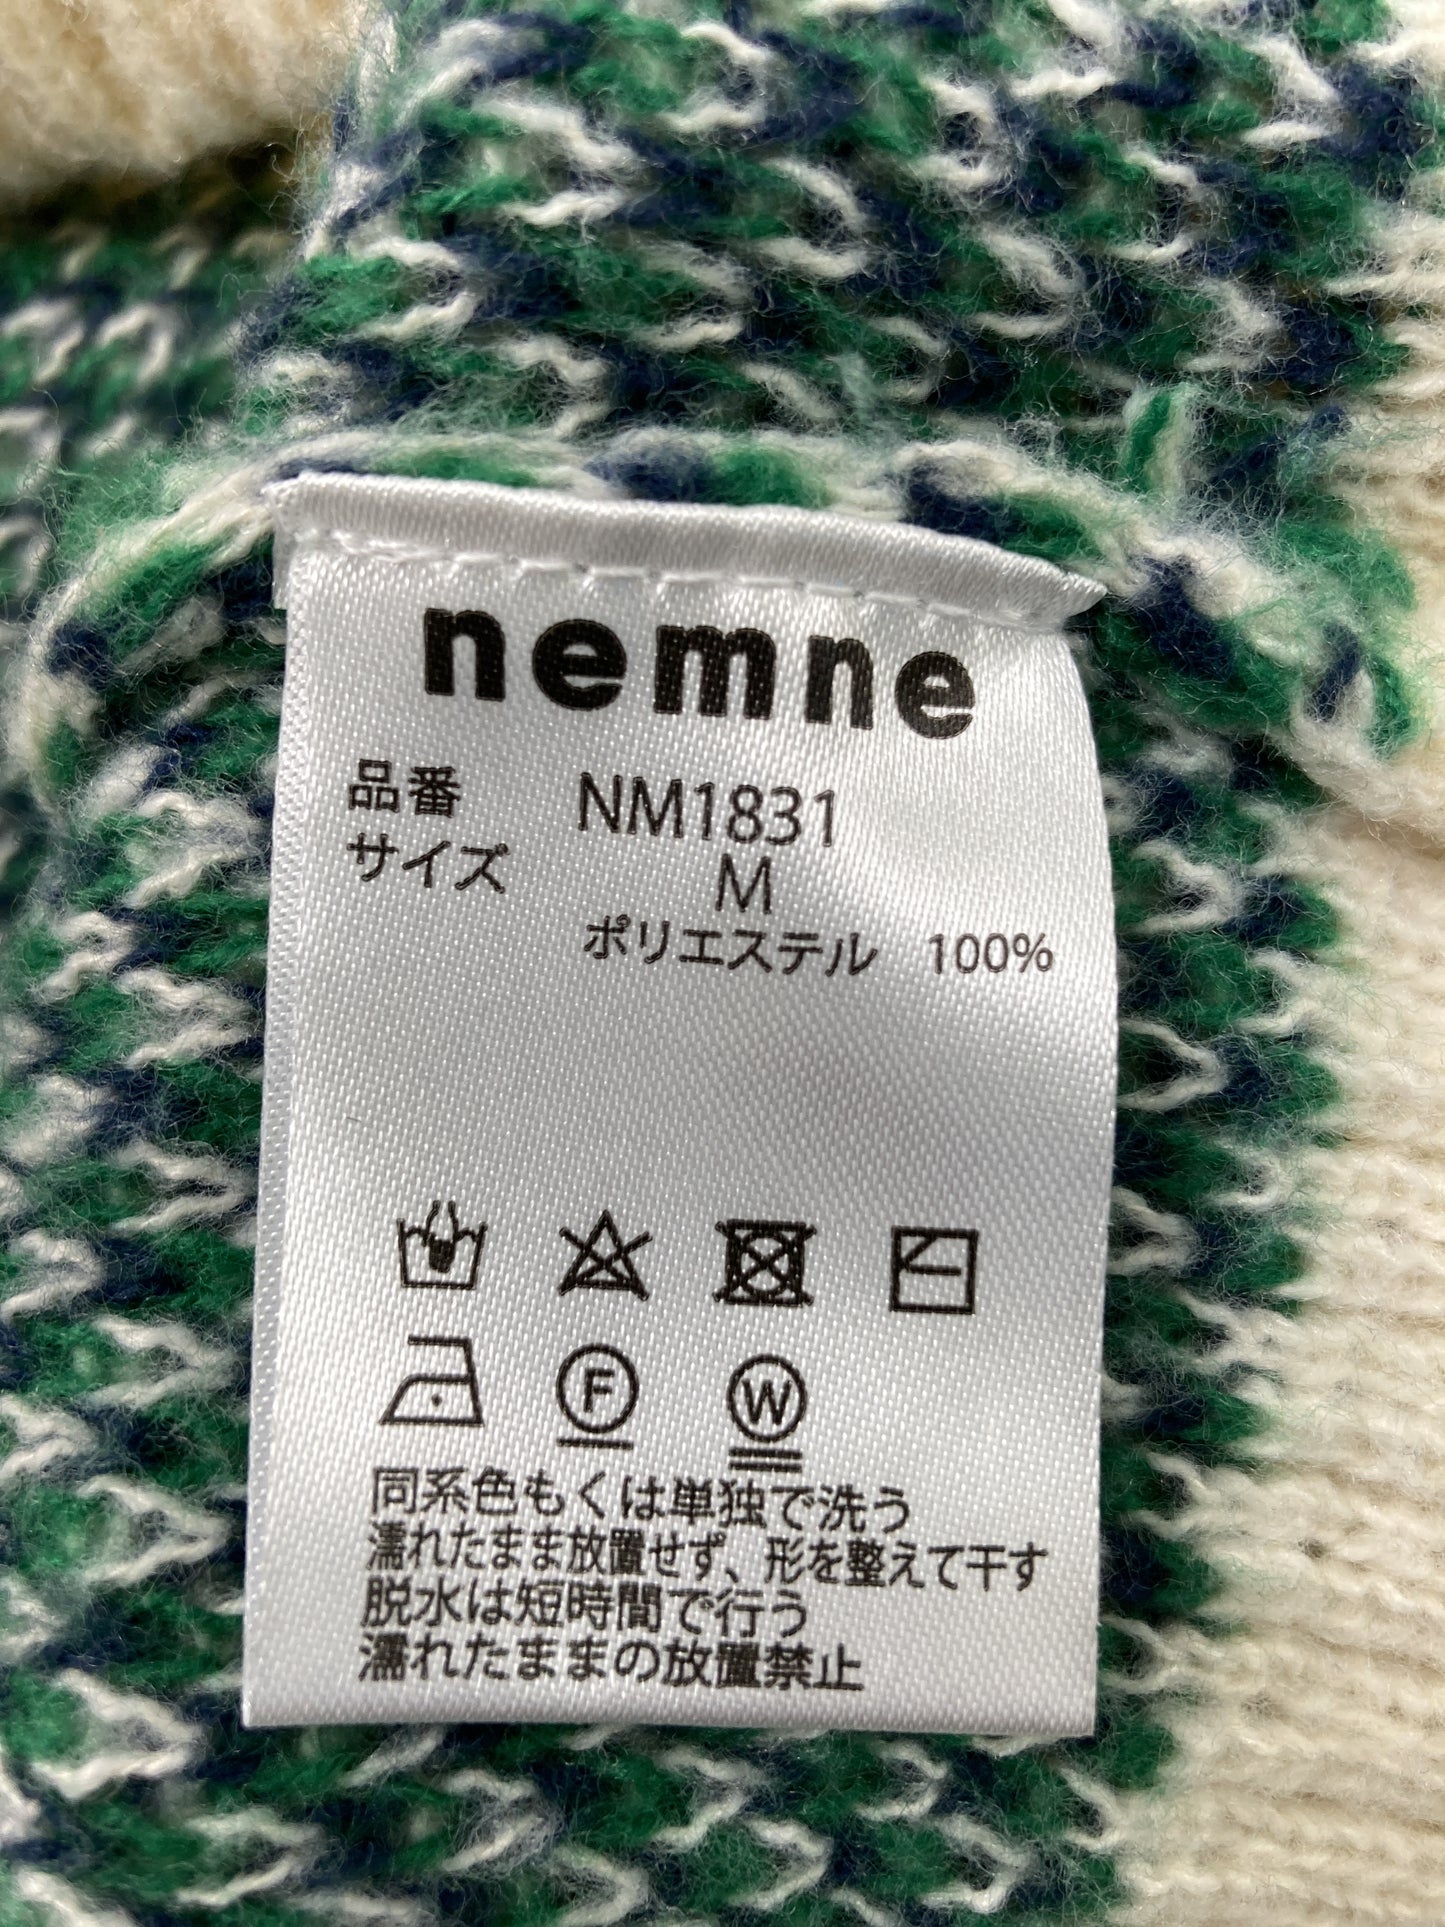 nemne
品番 NM1831
サイズ M
ポリエステル 100%
F W
同系色もくは単独で洗う
濡れたまま放置せず、形を整えて干す
脱水は短時間で行う
濡れたままの放置禁止